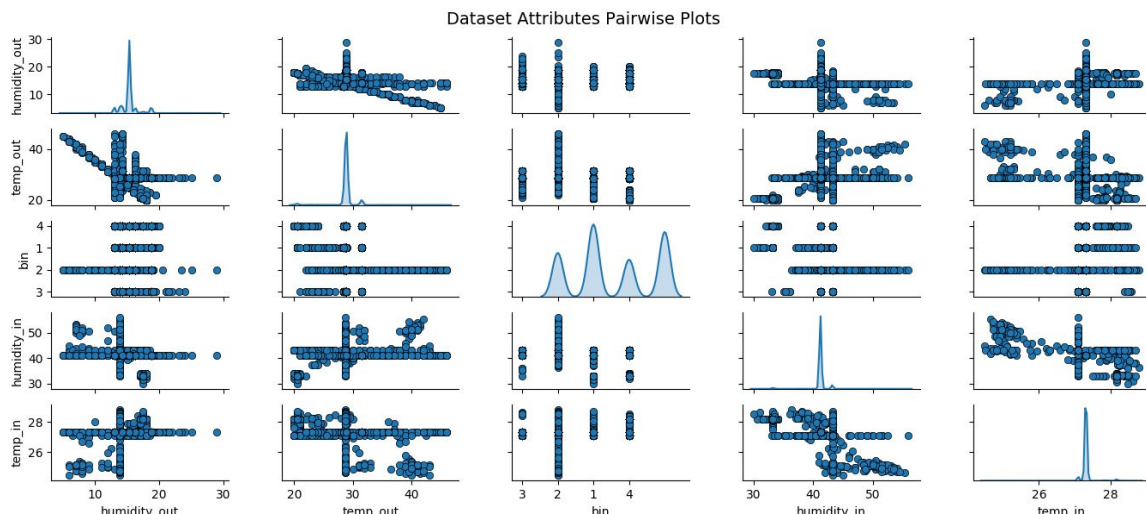 Dataset Attributes Pairwise Plots
humidity_out
30
20
10
temp_out
40
20
bin
4
1
2
3
humidity_in
50
40
30
temp_in
28
26
10 20 30
20 30 40
3 2 1 4
30 40 50
26 28
humidity_out temp_out bin humidity_in temp_in